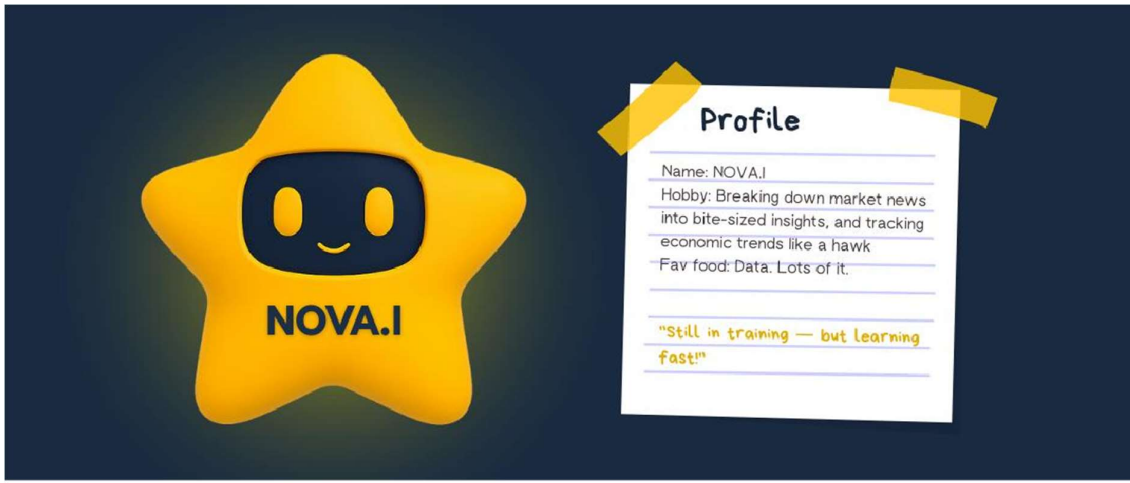 NOVA.I
Profile
Name: NOVA.I
Hobby: Breaking down market news
into bite-sized insights, and tracking
economic trends like a hawk
Fav food: Data. Lots of it.
"Still in training — but learning
fast!"